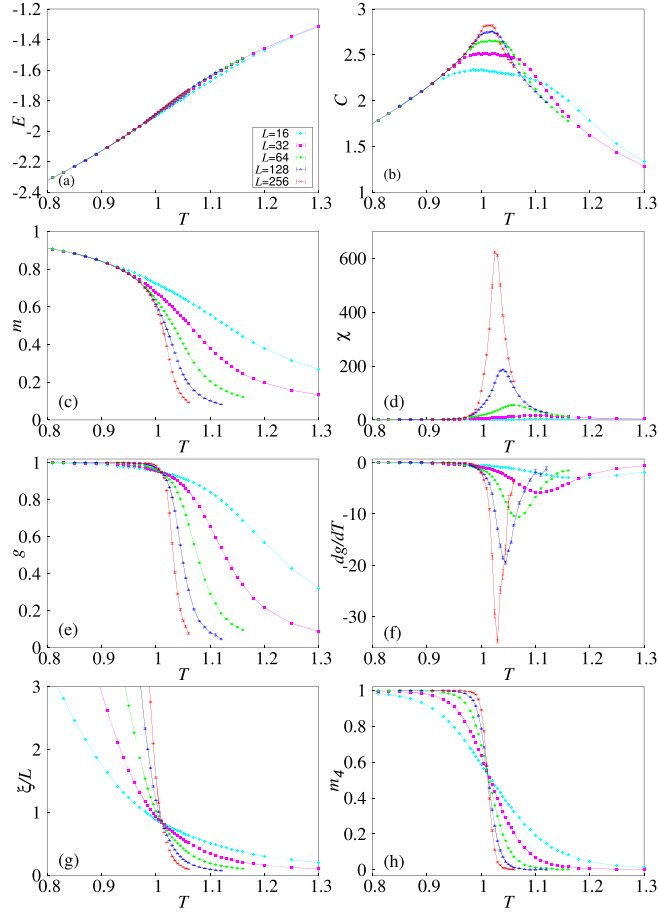 -1.2
-1.4
-1.6
-1.8
-2
-2.2
-2.4
E
(a)
L=16
L=32
L=64
L=128
L=256
0.8 0.9 1 1.1 1.2 1.3
T
3
2.5
2
1.5
1
C
(b)
0.8 0.9 1 1.1 1.2 1.3
T
1
0.8
0.6
0.4
0.2
0
m
(c)
0.8 0.9 1 1.1 1.2 1.3
T
600
400
200
0
χ
(d)
0.8 0.9 1 1.1 1.2 1.3
T
1
0.8
0.6
0.4
0.2
0
g
(e)
0.8 0.9 1 1.1 1.2 1.3
T
0
-10
-20
-30
dg/dT
(f)
0.8 0.9 1 1.1 1.2 1.3
T
3
2
1
0
ξ/L
(g)
0.8 0.9 1 1.1 1.2 1.3
T
1
0.8
0.6
0.4
0.2
0
m4
(h)
0.8 0.9 1 1.1 1.2 1.3
T